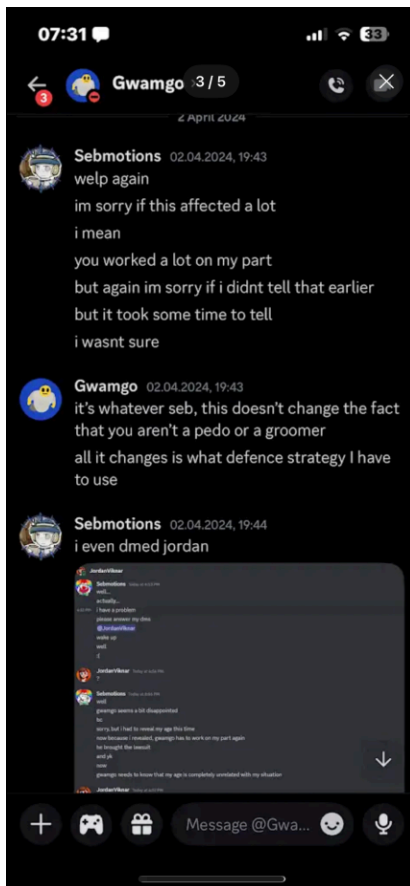 07:31
33
3
Gwamgo
3 / 5
2 April 2024
Sebmotions 02.04.2024, 19:43
welp again
im sorry if this affected a lot
i mean
you worked a lot on my part
but again im sorry if i didnt tell that earlier
but it took some time to tell
i wasnt sure
Gwamgo 02.04.2024, 19:43
it's whatever seb, this doesn't change the fact
that you aren't a pedo or a groomer
all it changes is what defence strategy I have
to use
Sebmotions 02.04.2024, 19:44
i even dmed jordan
JordanViknar
Sebmotions
well...
actually...
i have a problem
please answer my dms
@JordanViknar
wake up
well
:(
JordanViknar
?
Sebmotions
well
gwamgo seems a bit disappointed
sorry, but i had to reveal my age this time
now because i revealed, gwamgo has to work on my part again
he brought the lawsuit
and yk
now
gwamgo needs to know that my age is completely unrelated with my situation
JordanViknar
Message @Gwa...